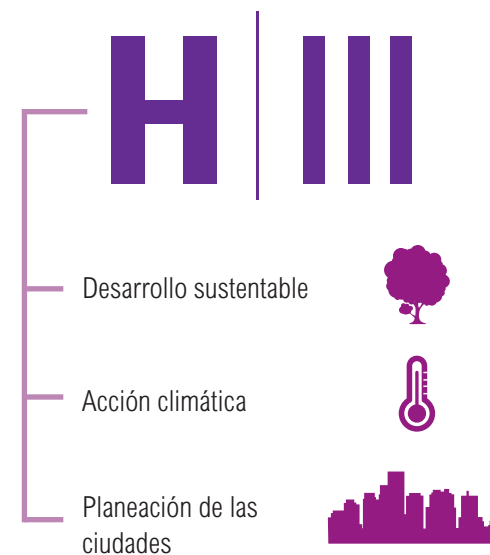 H III
Desarrollo sustentable
Acción climática
Planeación de las
ciudades